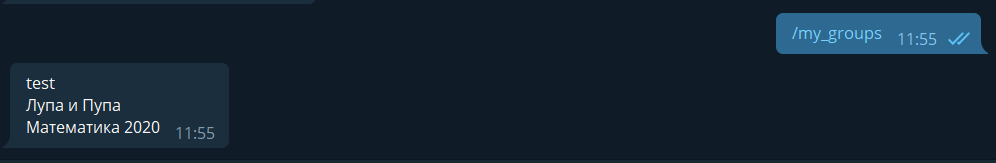 /my_groups 11:55
test
Лупа и Пупа
Математика 2020 11:55